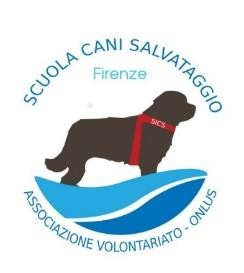 SCUOLA CANI SALVATAGGIO
Firenze
SICS
ASSOCIAZIONE VOLONTARIATO - ONLUS